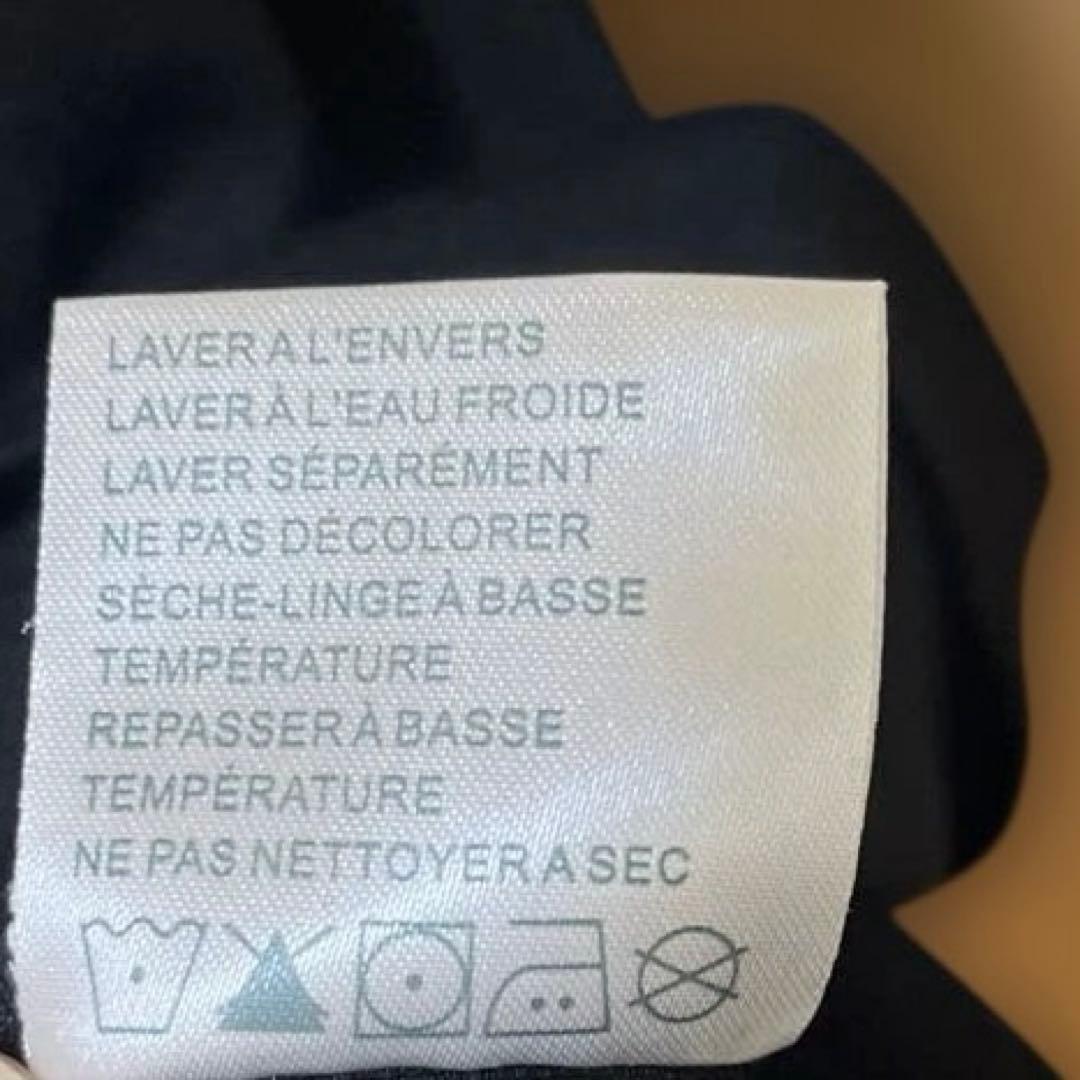 LAVER A L'ENVERS
LAVER À L'EAU FROIDE
LAVER SÉPARÉMENT
NE PAS DÉCOLORER
SÈCHE-LINGE À BASSE
TEMPÉRATURE
REPASSER À BASSE
TEMPÉRATURE
NE PAS NETTOYER A SEC